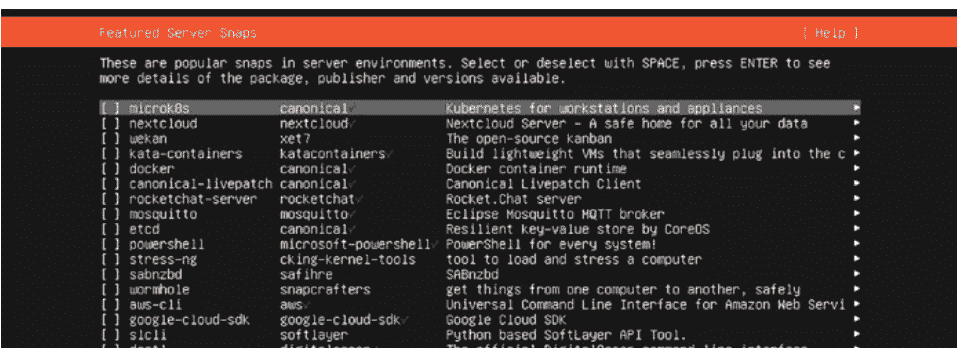 Featured Server Snaps [ Help ]
These are popular snaps in server environments. Select or deselect with SPACE, press ENTER to see
more details of the package, publisher and versions available.
[ ] microk8s canonical✓ Kubernetes for workstations and appliances ▸
[ ] nextcloud nextcloud✓ Nextcloud Server - A safe home for all your data ▸
[ ] wekan xet7 The open-source kanban ▸
[ ] kata-containers katacontainers✓ Build lightweight VMs that seamlessly plug into the c ▸
[ ] docker canonical✓ Docker container runtime ▸
[ ] canonical-livepatch canonical✓ Canonical Livepatch Client ▸
[ ] rocketchat-server rocketchat✓ Rocket.Chat server ▸
[ ] mosquitto mosquitto✓ Eclipse Mosquitto MQTT broker ▸
[ ] etcd canonical✓ Resilient key-value store by CoreOS ▸
[ ] powershell microsoft-powershell✓ PowerShell for every system! ▸
[ ] stress-ng cking-kernel-tools tool to load and stress a computer ▸
[ ] sabnzbd safihre SABnzbd ▸
[ ] wormhole snapcrafters get things from one computer to another, safely ▸
[ ] aws-cli aws✓ Universal Command Line Interface for Amazon Web Servi ▸
[ ] google-cloud-sdk google-cloud-sdk✓ Google Cloud SDK ▸
[ ] slcli softlayer Python based SoftLayer API Tool. ▸